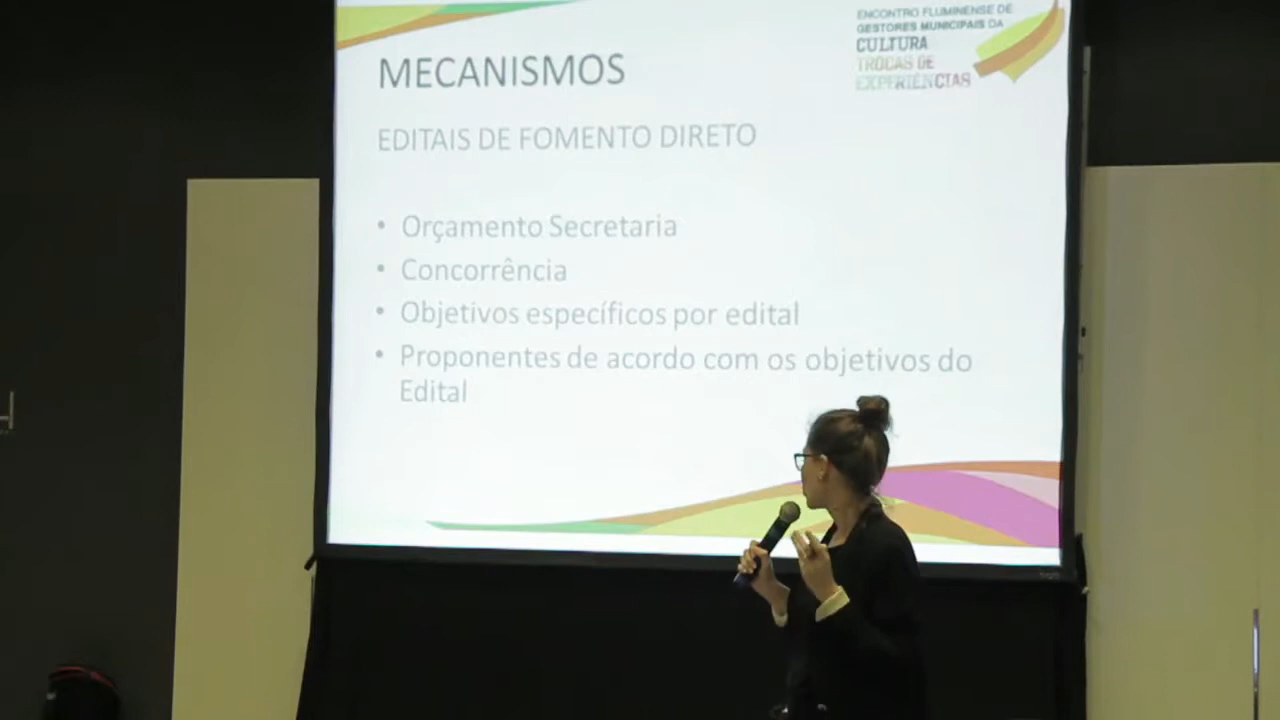 ENCONTRO FLUMINENSE DE
GESTORES MUNICIPAIS DA
CULTURA
TROCAS DE
EXPERIÊNCIAS
MECANISMOS
EDITAIS DE FOMENTO DIRETO
• Orçamento Secretaria
• Concorrência
• Objetivos específicos por edital
• Proponentes de acordo com os objetivos do
Edital